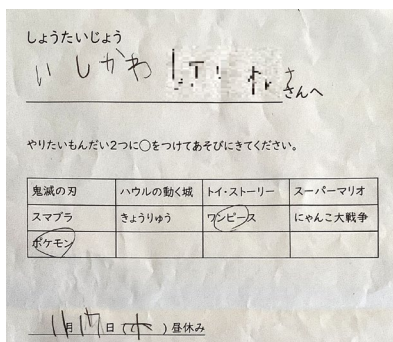 しょうたいじょう
いしかわ さんへ
やりたいもんだい2つに○をつけてあそびにきてください。
鬼滅の刃 ハウルの動く城 トイ・ストーリー スーパーマリオ
スマブラ きょうりゅう ワンピース にゃんこ大戦争
ポケモン
11月17日(水)昼休み